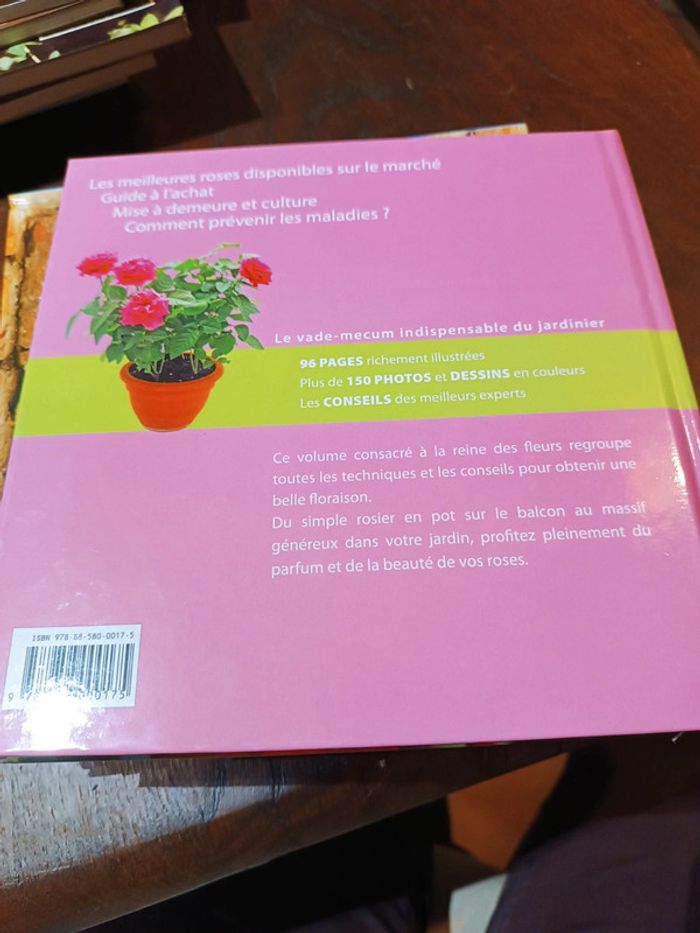 Les meilleures roses disponibles sur le marché
Guide à l'achat
Mise à demeure et culture
Comment prévenir les maladies ?
Le vade-mecum indispensable du jardinier
96 PAGES richement illustrées
Plus de 150 PHOTOS et DESSINS en couleurs
Les CONSEILS des meilleurs experts
Ce volume consacré à la reine des fleurs regroupe
toutes les techniques et les conseils pour obtenir une
belle floraison.
Du simple rosier en pot sur le balcon au massif
généreux dans votre jardin, profitez pleinement du
parfum et de la beauté de vos roses.
ISBN 978-88-580-0017-5